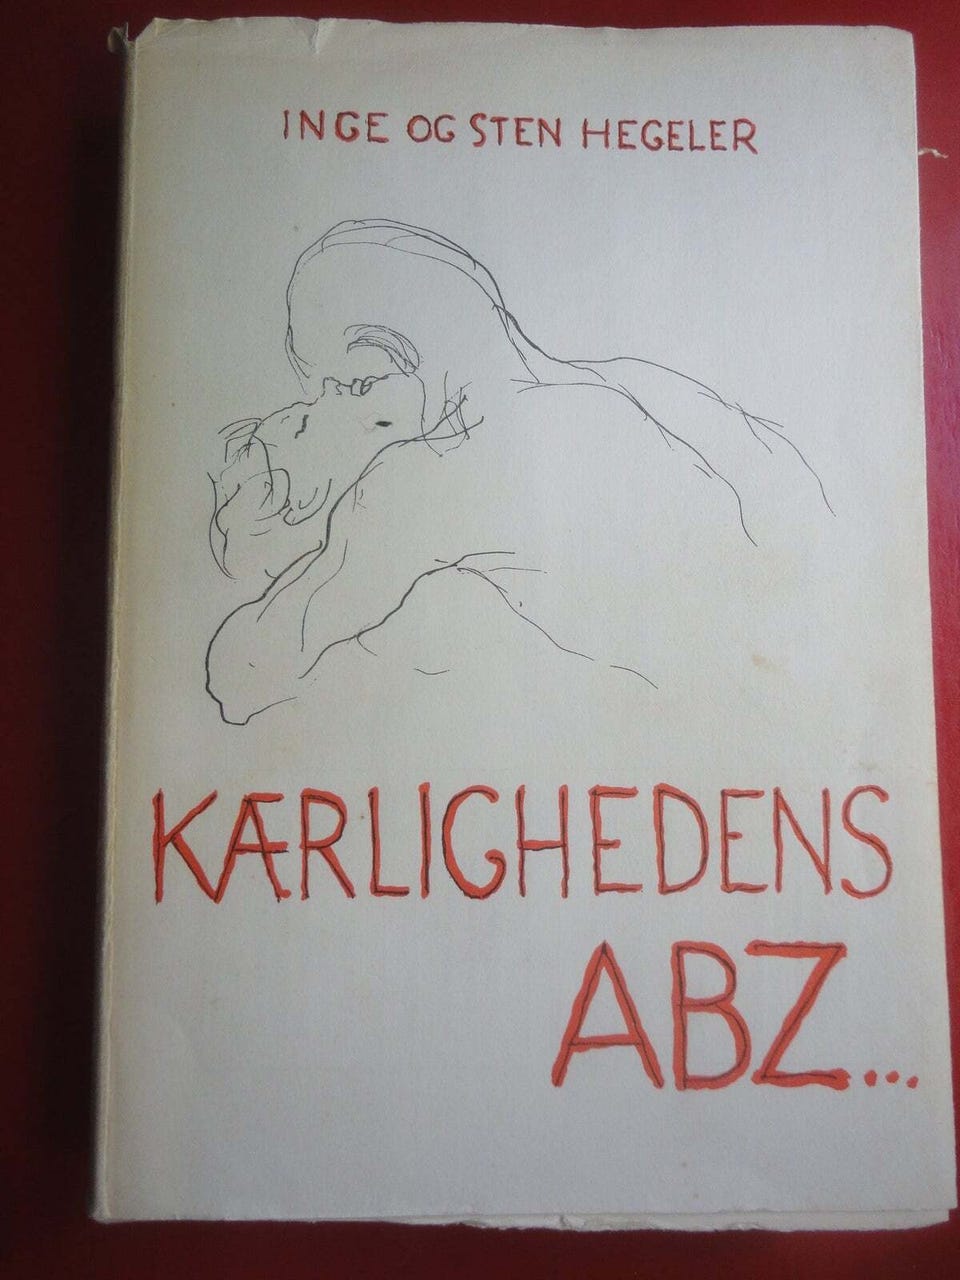 INGE OG STEN HEGELER
KÆRLIGHEDENS
ABZ...